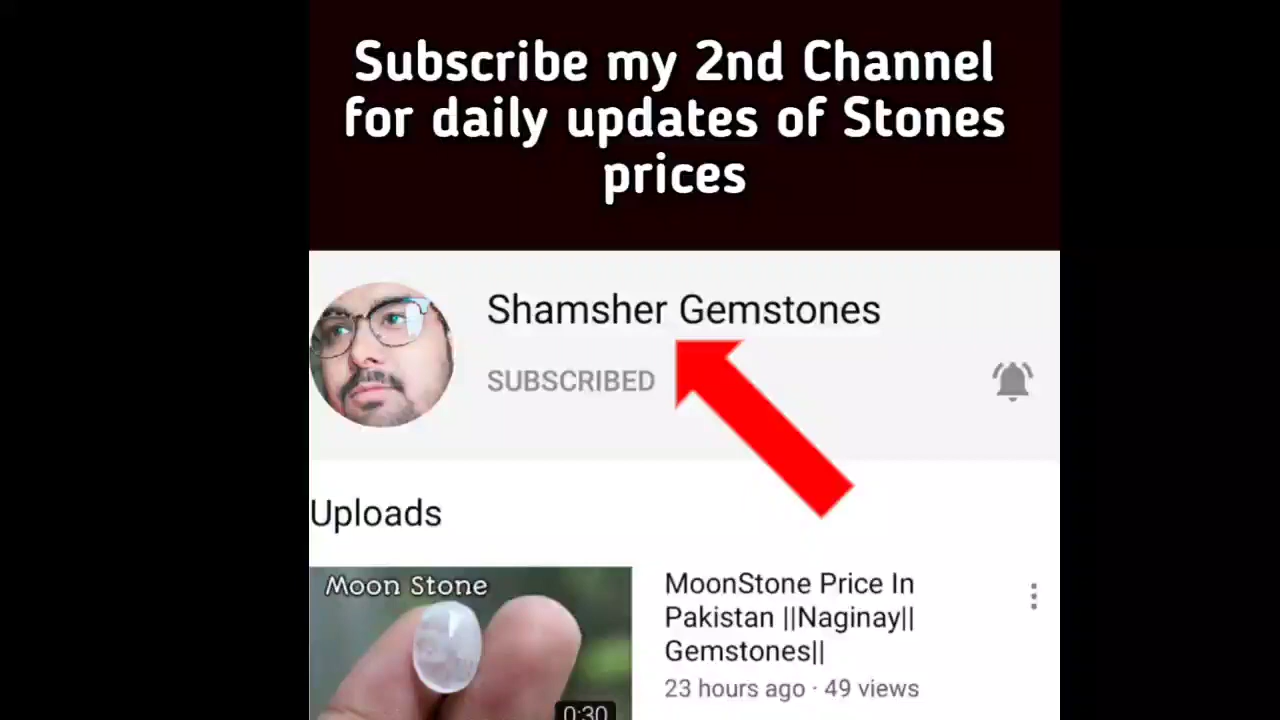 Subscribe my 2nd Channel
for daily updates of Stones
prices
Shamsher Gemstones
SUBSCRIBED
Uploads
Moon Stone
0:30
MoonStone Price In
Pakistan ||Naginay||
Gemstones||
23 hours ago · 49 views